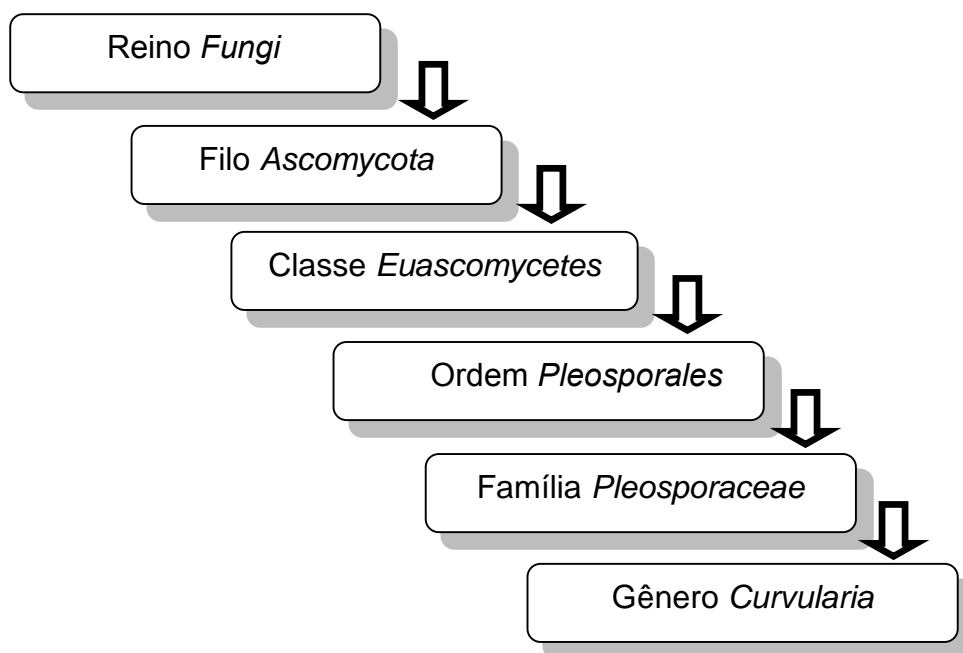 Reino Fungi
Filo Ascomycota
Classe Euascomycetes
Ordem Pleosporales
Família Pleosporaceae
Gênero Curvularia